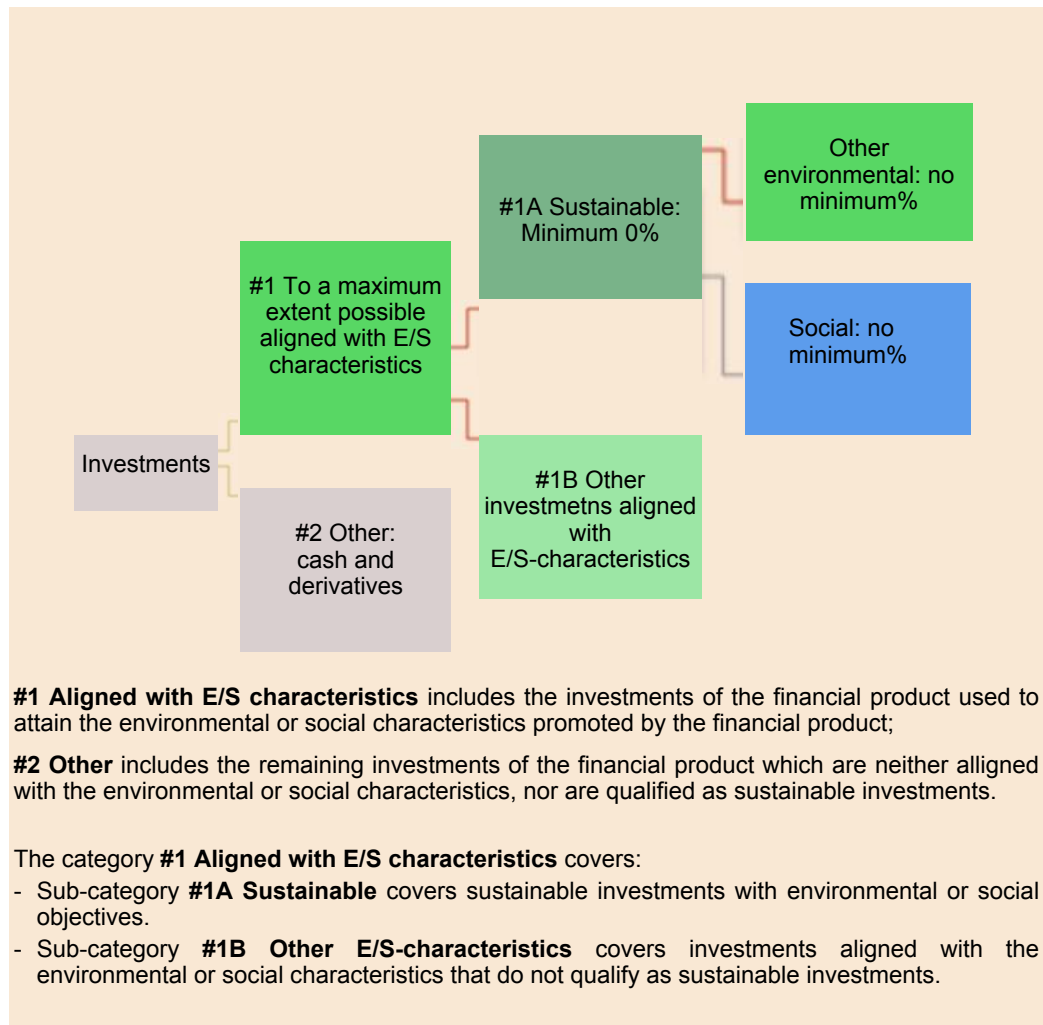 Other
environmental: no
minimum%
#1A Sustainable:
Minimum 0%
#1 To a maximum
extent possible
aligned with E/S
characteristics
Social: no
minimum%
Investments
#1B Other
investmetns aligned
with
E/S-characteristics
#2 Other:
cash and
derivatives
#1 Aligned with E/S characteristics includes the investments of the financial product used to
attain the environmental or social characteristics promoted by the financial product;
#2 Other includes the remaining investments of the financial product which are neither alligned
with the environmental or social characteristics, nor are qualified as sustainable investments.
The category #1 Aligned with E/S characteristics covers:
- Sub-category #1A Sustainable covers sustainable investments with environmental or social
objectives.
- Sub-category #1B Other E/S-characteristics covers investments aligned with the
environmental or social characteristics that do not qualify as sustainable investments.